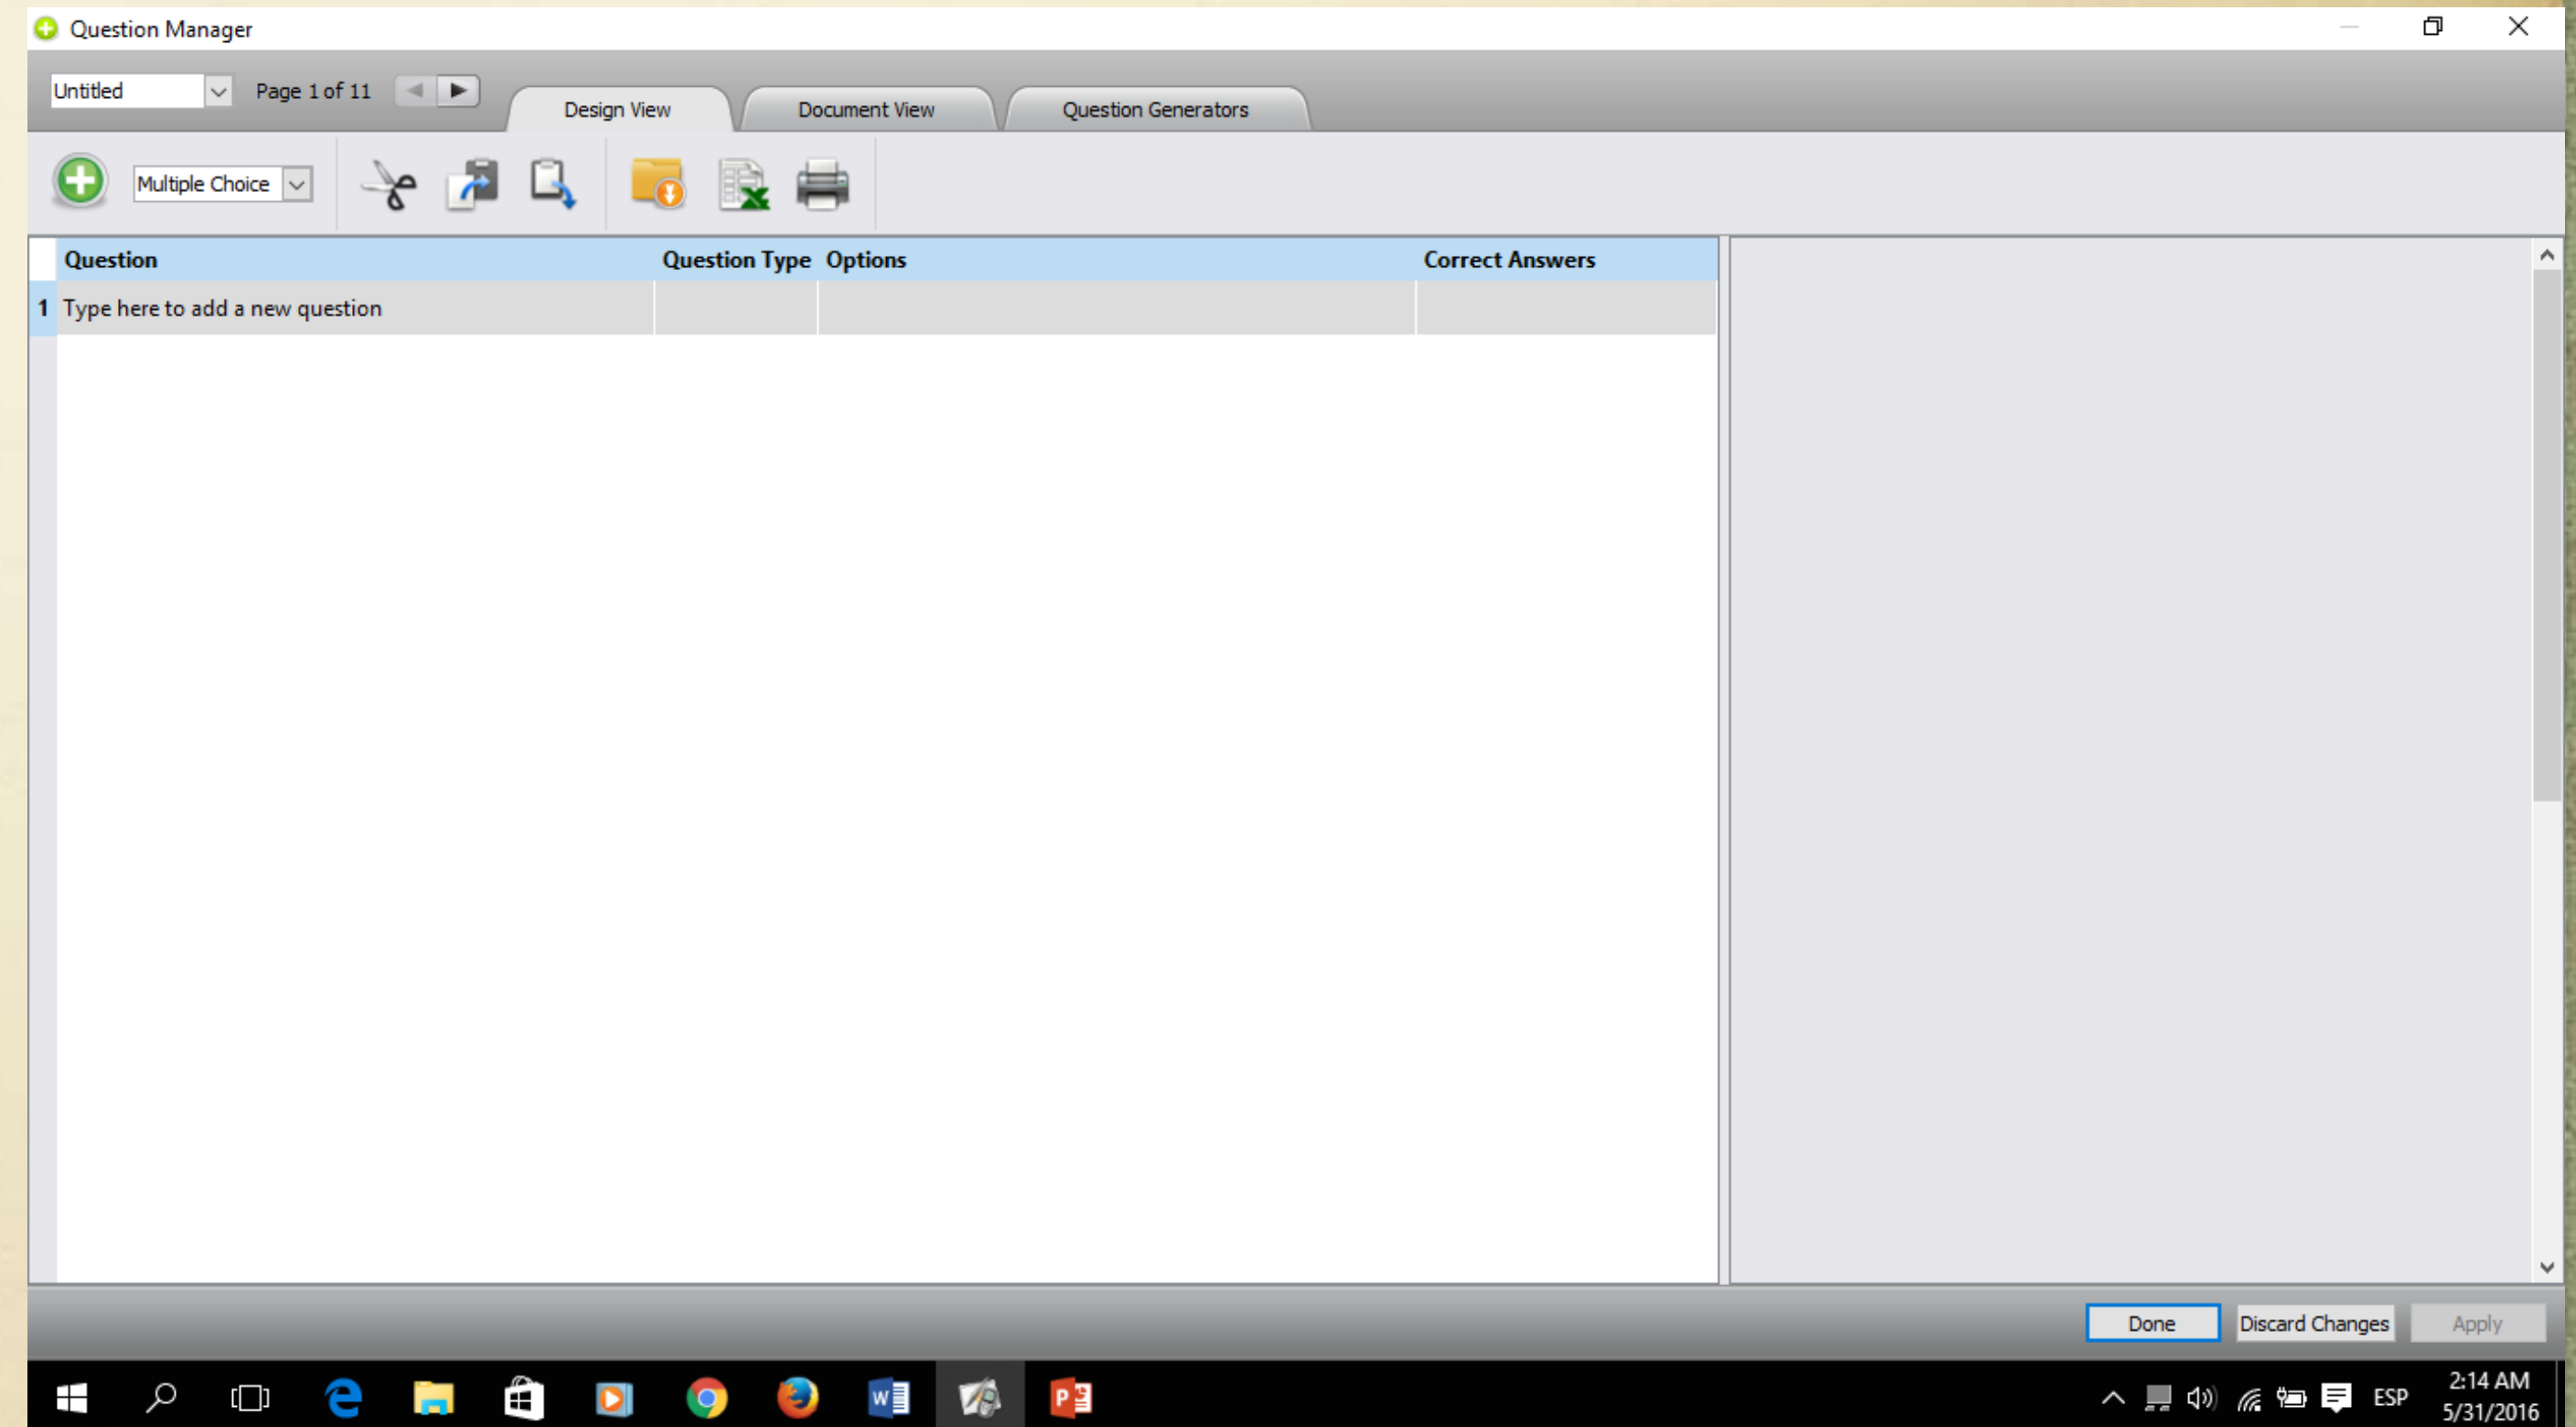 Question Manager
Untitled Page 1 of 11 Design View Document View Question Generators
Multiple Choice
Question Question Type Options Correct Answers
1 Type here to add a new question
Done Discard Changes Apply
ESP 2:14 AM
5/31/2016